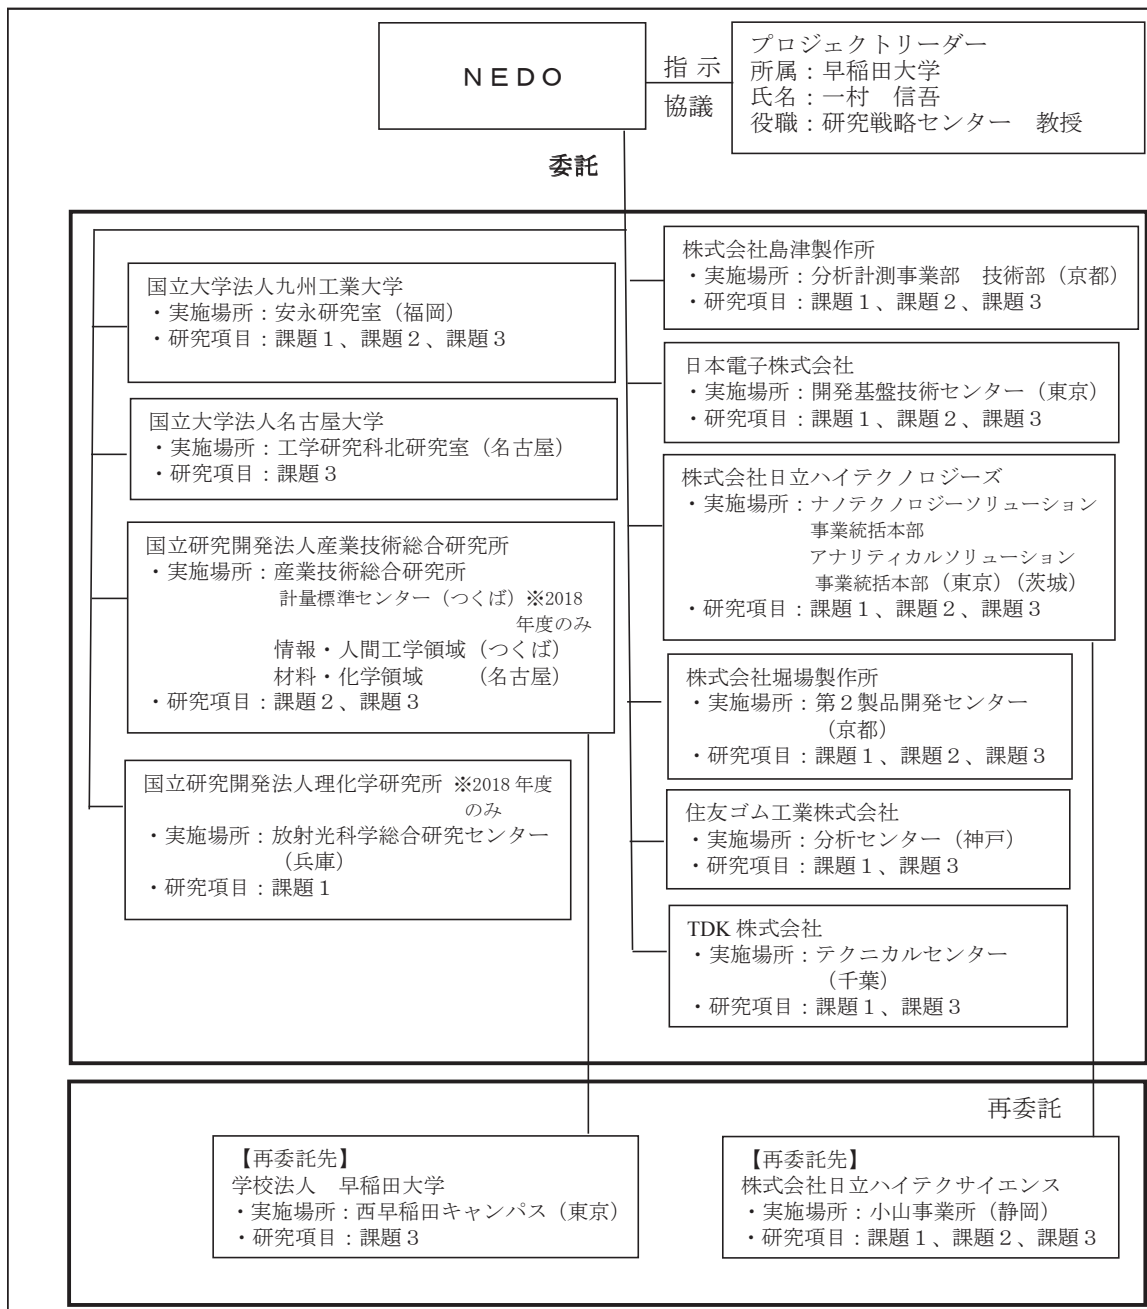 ＮＥＤＯ
指 示
協議
プロジェクトリーダー
所属：早稲田大学
氏名：一村　信吾
役職：研究戦略センター　教授
委託
国立大学法人九州工業大学
・実施場所：安永研究室（福岡）
・研究項目：課題１、課題２、課題３
国立大学法人名古屋大学
・実施場所：工学研究科北研究室（名古屋）
・研究項目：課題３
国立研究開発法人産業技術総合研究所
・実施場所：産業技術総合研究所
計量標準センター（つくば）※2018
年度のみ
情報・人間工学領域（つくば）
材料・化学領域　　（名古屋）
・研究項目：課題２、課題３
国立研究開発法人理化学研究所 ※2018 年度
のみ
・実施場所：放射光科学総合研究センター
（兵庫）
・研究項目：課題１
株式会社島津製作所
・実施場所：分析計測事業部　技術部（京都）
・研究項目：課題１、課題２、課題３
日本電子株式会社
・実施場所：開発基盤技術センター（東京）
・研究項目：課題１、課題２、課題３
株式会社日立ハイテクノロジーズ
・実施場所：ナノテクノロジーソリューション
事業統括本部
アナリティカルソリューション
事業統括本部（東京）（茨城）
・研究項目：課題１、課題２、課題３
株式会社堀場製作所
・実施場所：第２製品開発センター
（京都）
・研究項目：課題１、課題２、課題３
住友ゴム工業株式会社
・実施場所：分析センター（神戸）
・研究項目：課題１、課題３
TDK 株式会社
・実施場所：テクニカルセンター
（千葉）
・研究項目：課題１、課題３
再委託
【再委託先】
学校法人　早稲田大学
・実施場所：西早稲田キャンパス（東京）
・研究項目：課題３
【再委託先】
株式会社日立ハイテクサイエンス
・実施場所：小山事業所（静岡）
・研究項目：課題１、課題２、課題３